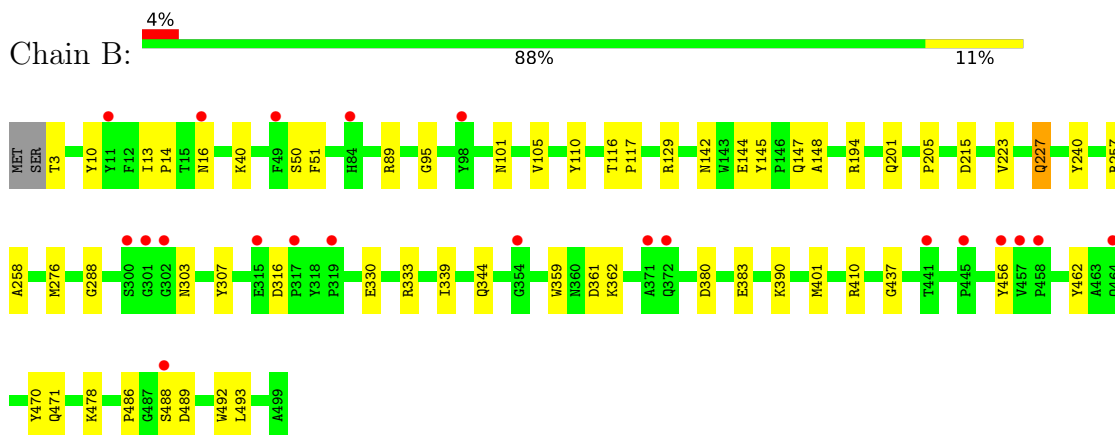 4%
Chain B:
88% 11%
MET SER T3 Y10 Y11 F12 I13 P14 T15 N16 K40 F49 S50 F51 H84 R89 G95 Y98 N101 V105 Y110 T116 P117 R129 N142 W143 E144 Y145 P146 Q147 A148 R194 Q201 P205 D215 V223 Q227 Y240
A258 M276 G288 S300 G301 G302 N303 Y307 E315 D316 P317 Y318 P319 E330 R333 I339 Q344 G354 W359 N360 D361 K362 A371 Q372 D380 E383 K390 M401 R410 G437 T441 P445 Y456 V457 P458 Y462 A463
Y470 Q471 K478 P486 G487 S488 D489 W492 L493 A499